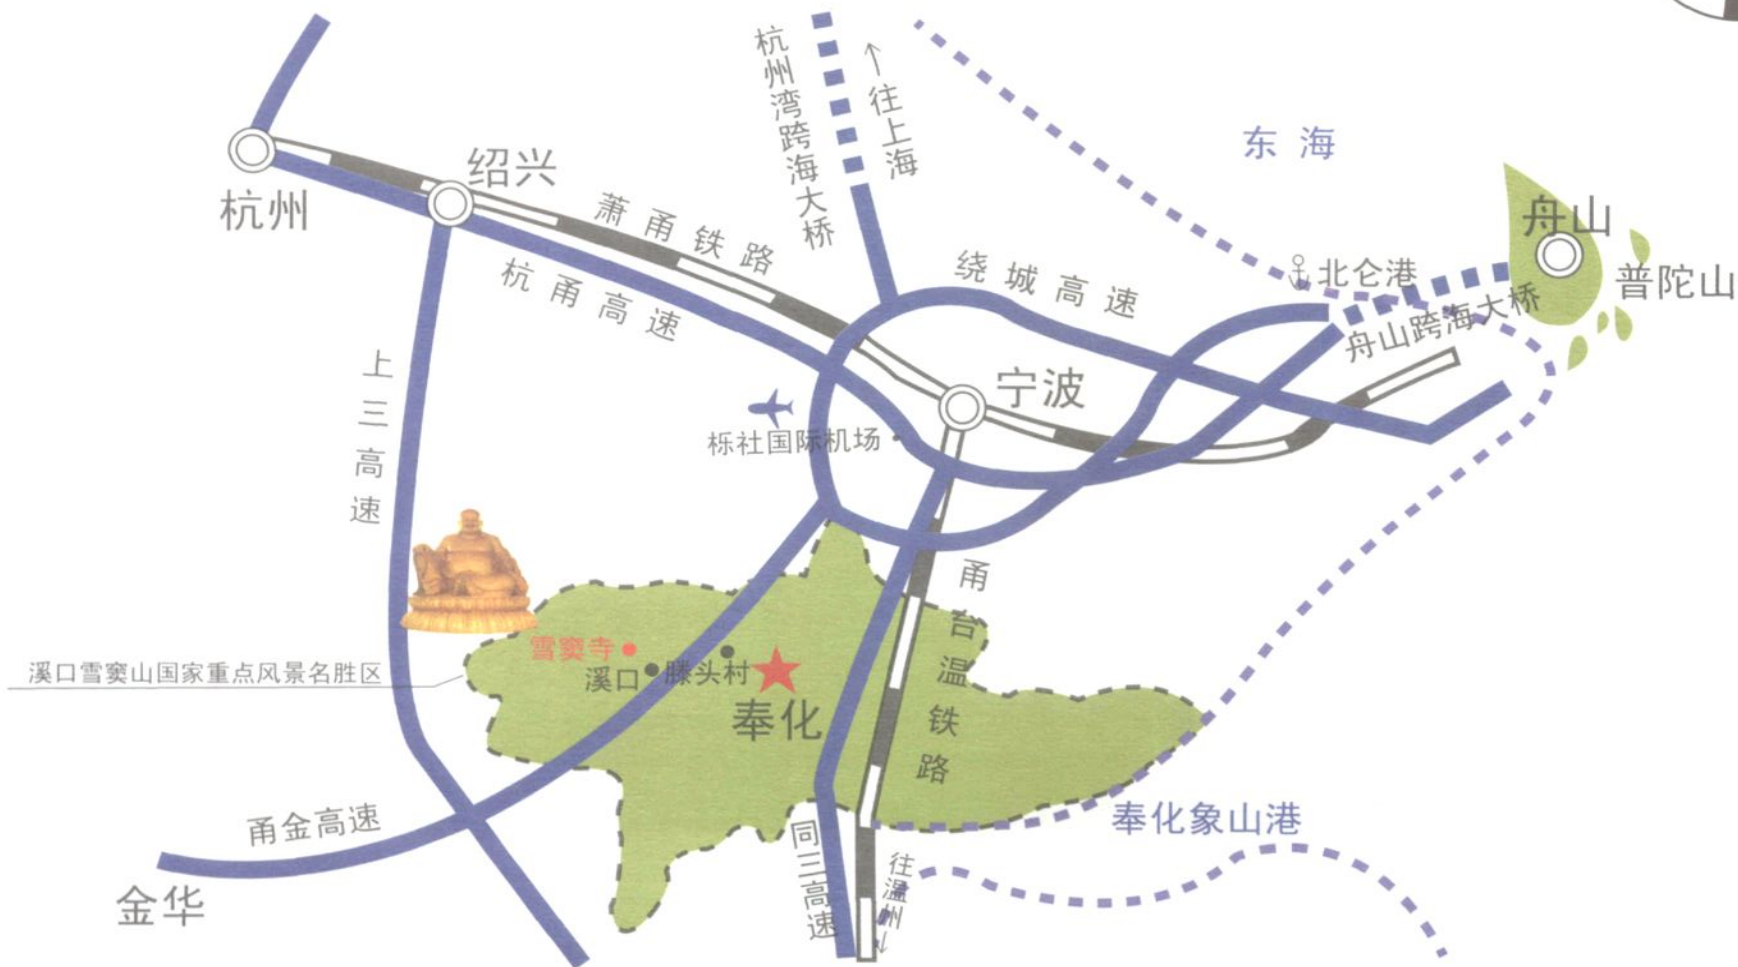 杭州湾跨海大桥
↑往上海
东海
绍兴
杭州
萧甬铁路
舟山
普陀山
北仑港
绕城高速
杭甬高速
舟山跨海大桥
上三高速
宁波
栎社国际机场
甬台温铁路
雪窦寺
溪口
滕头村
溪口雪窦山国家重点风景名胜区
奉化
甬金高速
奉化象山港
同三高速
往温州→
金华